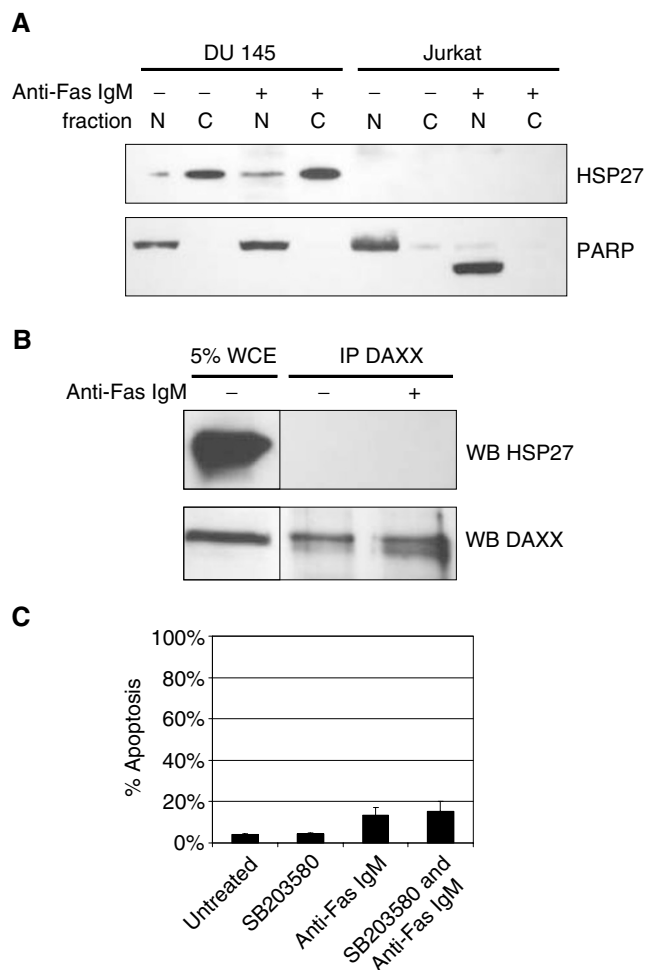 A
DU 145 Jurkat
Anti-Fas IgM – – + + – – + +
fraction N C N C N C N C
HSP27
PARP
B
5% WCE IP DAXX
Anti-Fas IgM – – +
WB HSP27
WB DAXX
C
100%
80%
60%
40%
20%
0%
% Apoptosis
Untreated
SB203580
Anti-Fas IgM
SB203580 and
Anti-Fas IgM